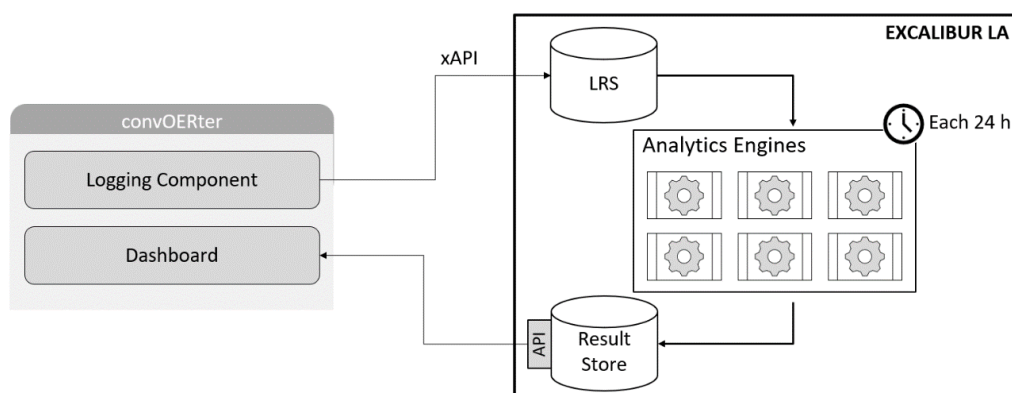 EXCALIBUR LA
xAPI
LRS
convOERter
Each 24 h
Analytics Engines
Logging Component
Dashboard
API
Result
Store